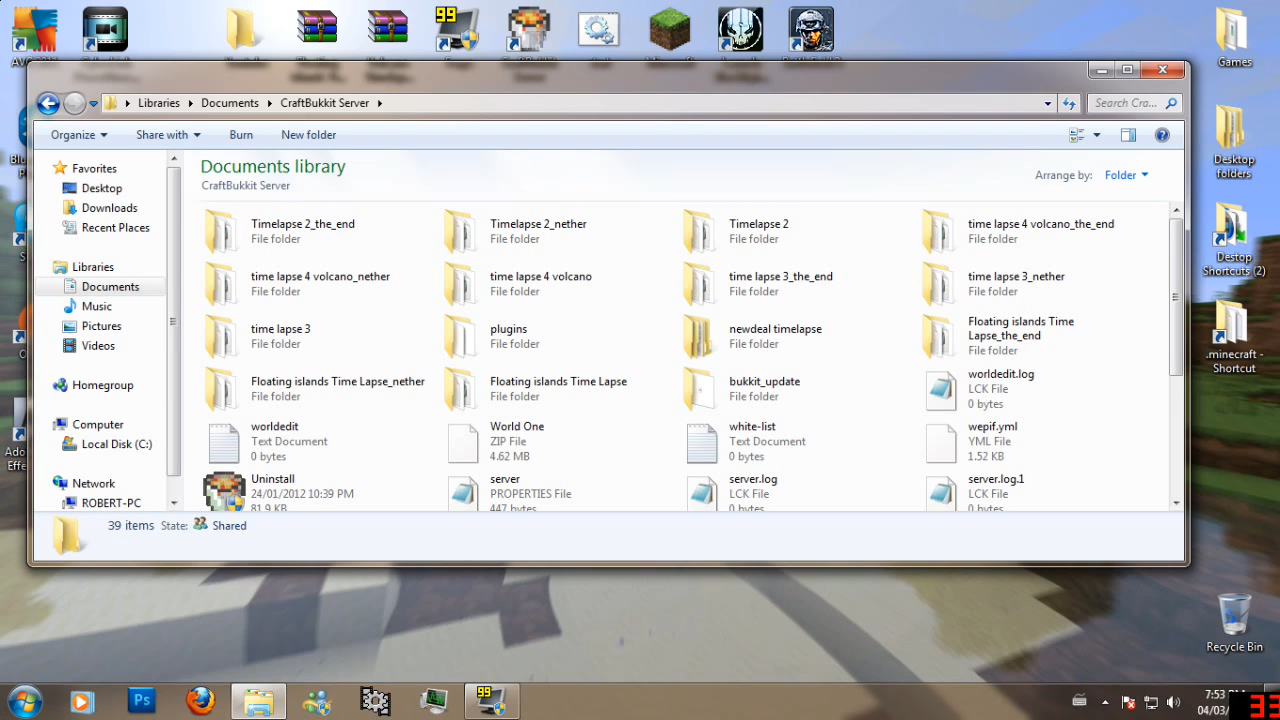 99
AVG
Games
Libraries
Documents
CraftBukkit Server
Search Cra...
Organize
Share with
Burn
New folder
Favorites
Desktop
Downloads
Recent Places
Libraries
Documents
Music
Pictures
Videos
Homegroup
Computer
Local Disk (C:)
Network
ROBERT-PC
Documents library
CraftBukkit Server
Arrange by:
Folder
Timelapse 2_the_end
File folder
Timelapse 2_nether
File folder
Timelapse 2
File folder
time lapse 4 volcano_the_end
File folder
time lapse 4 volcano_nether
File folder
time lapse 4 volcano
File folder
time lapse 3_the_end
File folder
time lapse 3_nether
File folder
time lapse 3
File folder
plugins
File folder
newdeal timelapse
File folder
Floating islands Time
Lapse_the_end
File folder
Floating islands Time Lapse_nether
File folder
Floating islands Time Lapse
File folder
bukkit_update
File folder
worldedit.log
LCK File
0 bytes
worldedit
Text Document
0 bytes
World One
ZIP File
4.62 MB
white-list
Text Document
0 bytes
wepif.yml
YML File
1.52 KB
Uninstall
24/01/2012 10:39 PM
81.9 KB
server
PROPERTIES File
447 bytes
server.log
LCK File
0 bytes
server.log.1
LCK File
0 bytes
39 items
State:
Shared
Desktop
folders
Destop
Shortcuts (2)
.minecraft -
Shortcut
Recycle Bin
Ps
99
7:53 PM
04/03/
33